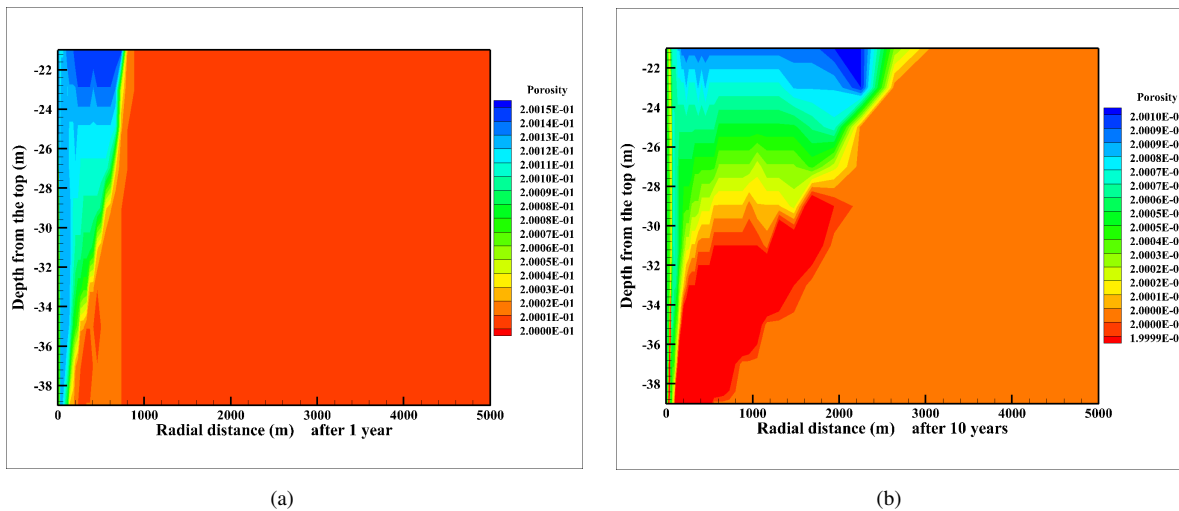 Porosity
2.0015E-01
2.0014E-01
2.0013E-01
2.0012E-01
2.0011E-01
2.0010E-01
2.0009E-01
2.0008E-01
2.0008E-01
2.0007E-01
2.0006E-01
2.0005E-01
2.0004E-01
2.0003E-01
2.0002E-01
2.0001E-01
2.0000E-01
Depth from the top (m)
-22
-24
-26
-28
-30
-32
-34
-36
-38
0 1000 2000 3000 4000 5000
Radial distance (m) after 1 year
(a)
Porosity
2.0010E-0
2.0009E-0
2.0009E-0
2.0008E-0
2.0007E-0
2.0007E-0
2.0006E-0
2.0005E-0
2.0005E-0
2.0004E-0
2.0003E-0
2.0002E-0
2.0001E-0
2.0000E-0
2.0000E-0
1.9999E-0
Depth from the top (m)
-22
-24
-26
-28
-30
-32
-34
-36
-38
0 1000 2000 3000 4000 5000
Radial distance (m) after 10 years
(b)